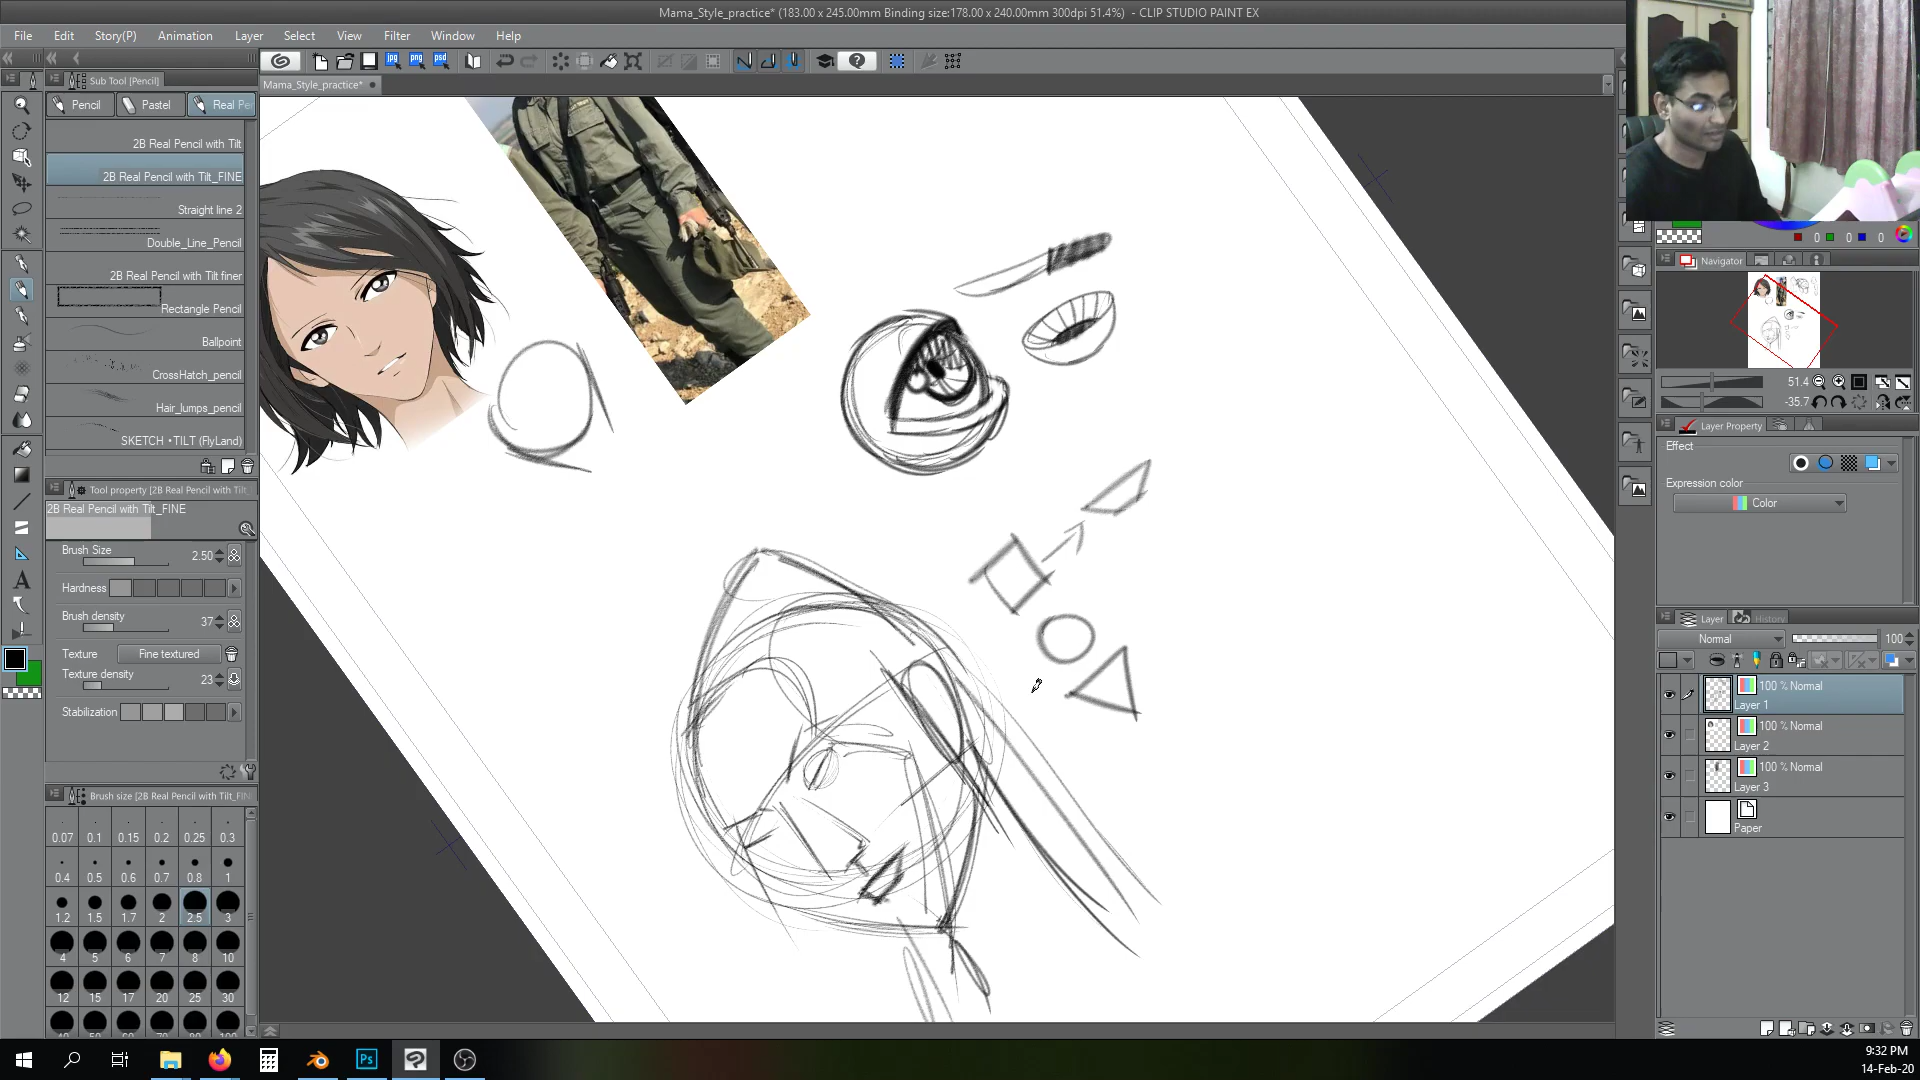 Mama_Style_practice* (183.00 x 245.00mm Binding size:178.00 x 240.00mm 300dpi 51.4%) - CLIP STUDIO PAINT EX
File Edit Story(P) Animation Layer Select View Filter Window Help
Sub Tool [Pencil]
Mama_Style_practice*
Pencil Pastel Real Pe
2B Real Pencil with Tilt
2B Real Pencil with Tilt_FINE
Straight line 2
Double_Line_Pencil
2B Real Pencil with Tilt finer
Rectangle Pencil
Ballpoint
CrossHatch_pencil
Hair_lumps_pencil
SKETCH •TILT (FlyLand)
Tool property [2B Real Pencil with Tilt_
2B Real Pencil with Tilt_FINE
Brush Size 2.50
Hardness
Brush density 37
Texture Fine textured
Texture density 23
Stabilization
Brush size [2B Real Pencil with Tilt_FIN
0.07 0.1 0.15 0.2 0.25 0.3
0.4 0.5 0.6 0.7 0.8 1
1.2 1.5 1.7 2 2.5 3
4 5 6 7 8 10
12 15 17 20 25 30
0 0 0
Navigator
51.4
-35.7
Layer Property
Effect
Expression color
Color
Layer History
Normal 100
100 % Normal
Layer 1
100 % Normal
Layer 2
100 % Normal
Layer 3
Paper
9:32 PM
14-Feb-20